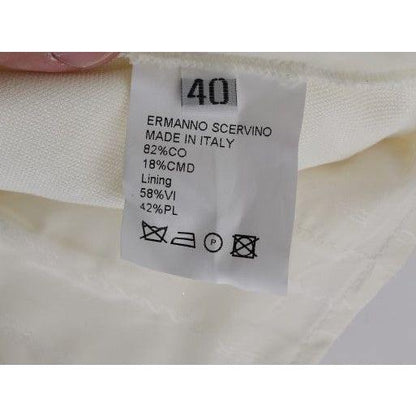 40
ERMANNO SCERVINO
MADE IN ITALY
82%CO
18%CMD
Lining
58%VI
42%PL
P